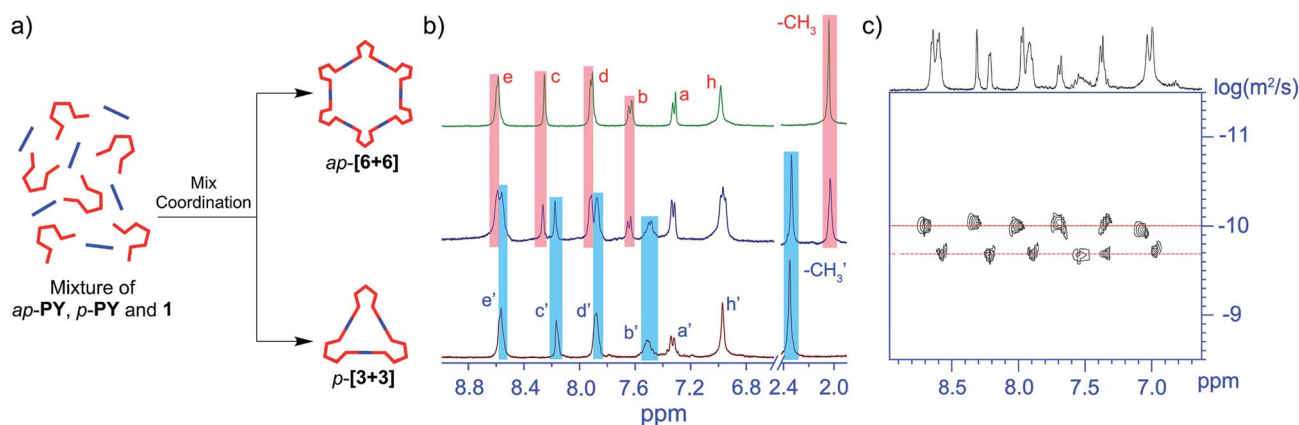 a)
Mixture of
ap-PY, p-PY and 1
Mix
Coordination
ap-[6+6]
p-[3+3]
b)
-CH3
e
c
d
b
a
h
-CH3'
e'
c'
d'
b'
a'
h'
8.8 8.4 8.0 7.6 7.2 6.8 2.4 2.0
ppm
c)
log(m²/s)
-11
-10
-9
8.5 8.0 7.5 7.0 ppm